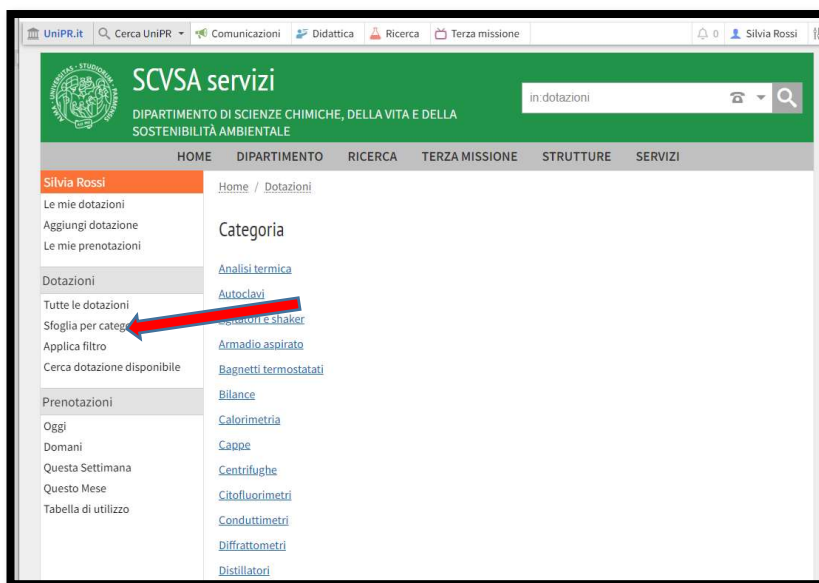 UniPR.it Cerca UniPR Comunicazioni Didattica Ricerca Terza missione 0 Silvia Rossi
SCVSA servizi
DIPARTIMENTO DI SCIENZE CHIMICHE, DELLA VITA E DELLA
SOSTENIBILITÀ AMBIENTALE
in:dotazioni
HOME DIPARTIMENTO RICERCA TERZA MISSIONE STRUTTURE SERVIZI
Silvia Rossi
Le mie dotazioni
Aggiungi dotazione
Le mie prenotazioni
Dotazioni
Tutte le dotazioni
Sfoglia per
Applica filtro
Cerca dotazione disponibile
Prenotazioni
Oggi
Domani
Questa Settimana
Questo Mese
Tabella di utilizzo
Home / Dotazioni
Categoria
Analisi termica
Autoclavi
e shaker
Armadio aspirato
Bagnetti termostatati
Bilance
Calorimetria
Cappe
Centrifughe
Citofluorimetri
Conduttimetri
Diffrattometri
Distillatori